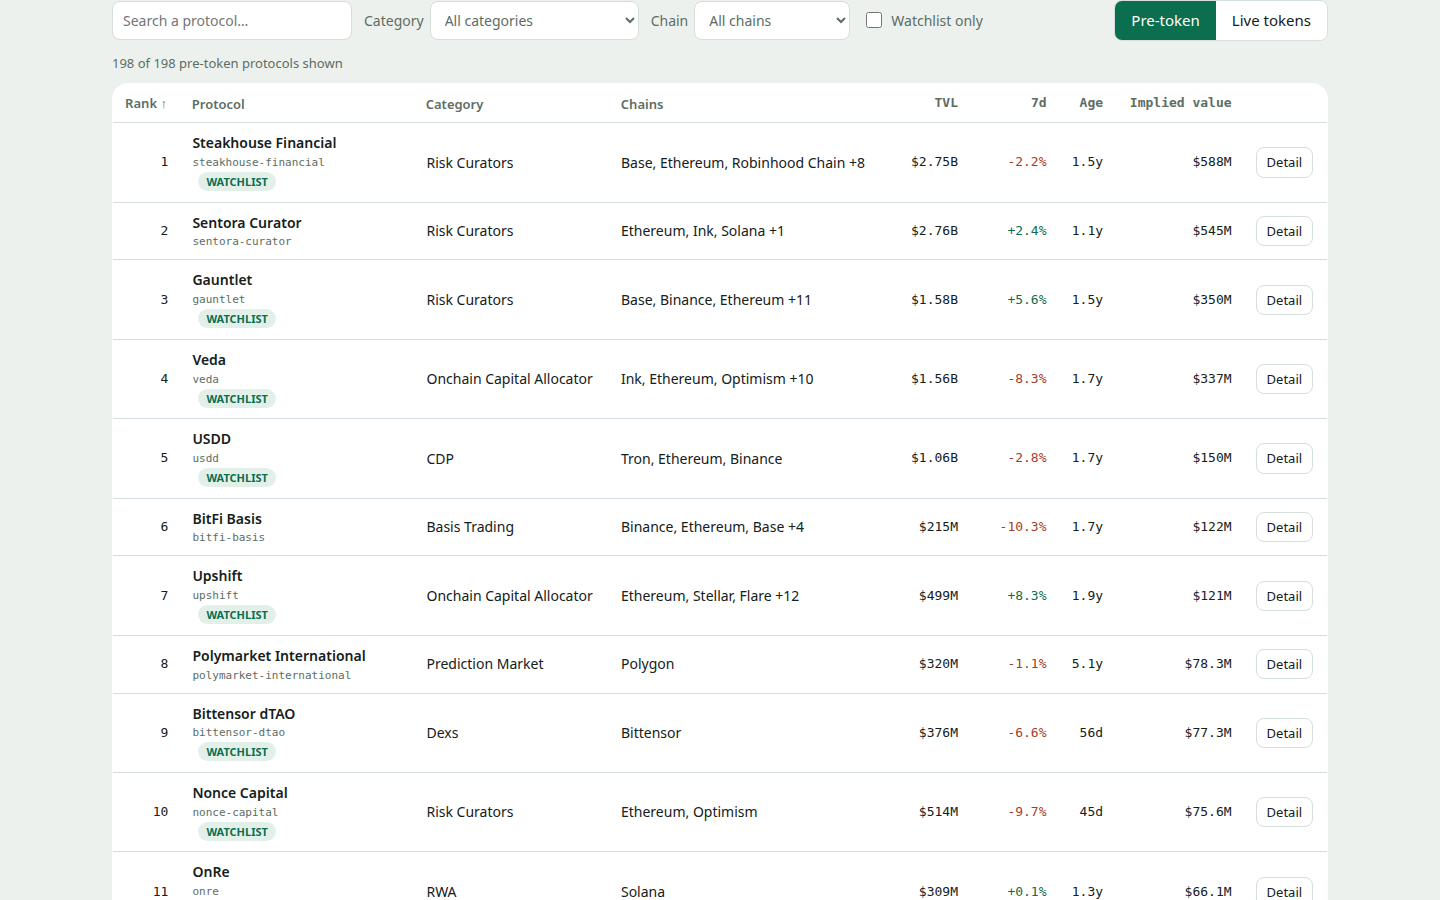 Search a protocol... Category All categories Chain All chains Watchlist only Pre-token Live tokens
198 of 198 pre-token protocols shown
Rank ↑ Protocol Category Chains TVL 7d Age Implied value
Steakhouse Financial
1 steakhouse-financial Risk Curators Base, Ethereum, Robinhood Chain +8 $2.75B -2.2% 1.5y $588M Detail
WATCHLIST
Sentora Curator
2 sentora-curator Risk Curators Ethereum, Ink, Solana +1 $2.76B +2.4% 1.1y $545M Detail
Gauntlet
3 gauntlet Risk Curators Base, Binance, Ethereum +11 $1.58B +5.6% 1.5y $350M Detail
WATCHLIST
Veda
4 veda Onchain Capital Allocator Ink, Ethereum, Optimism +10 $1.56B -8.3% 1.7y $337M Detail
WATCHLIST
USDD
5 usdd CDP Tron, Ethereum, Binance $1.06B -2.8% 1.7y $150M Detail
WATCHLIST
BitFi Basis
6 bitfi-basis Basis Trading Binance, Ethereum, Base +4 $215M -10.3% 1.7y $122M Detail
Upshift
7 upshift Onchain Capital Allocator Ethereum, Stellar, Flare +12 $499M +8.3% 1.9y $121M Detail
WATCHLIST
Polymarket International
8 polymarket-international Prediction Market Polygon $320M -1.1% 5.1y $78.3M Detail
Bittensor dTAO
9 bittensor-dtao Dexs Bittensor $376M -6.6% 56d $77.3M Detail
WATCHLIST
Nonce Capital
10 nonce-capital Risk Curators Ethereum, Optimism $514M -9.7% 45d $75.6M Detail
WATCHLIST
OnRe
11 onre RWA Solana $309M +0.1% 1.3y $66.1M Detail